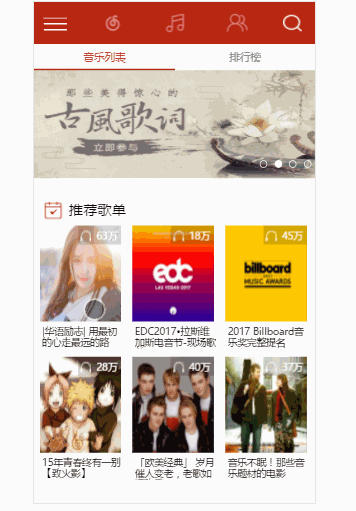 音乐列表
排行榜
那些美得惊心的
古風歌词
立即参与
推荐歌单
63万
18万
45万
edc
LAS VEGAS 2017
billboard
MUSIC AWARDS
|华语励志| 用最初的心走最远的路
EDC2017•拉斯维加斯电音节-现场歌
2017 Billboard音乐奖完整提名
28万
40万
37万
15年青春终有一别【致火影】
「欧美经典」 岁月催人变老，老歌如
音乐不眠！那些音乐题材的电影